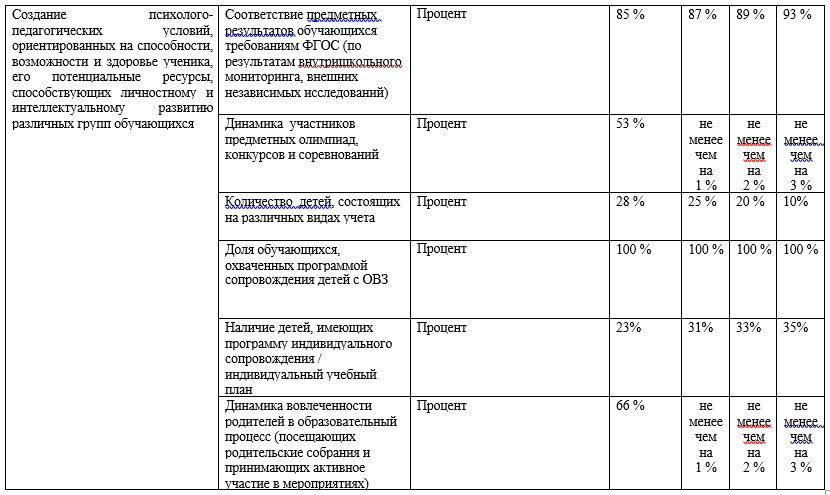 Создание психолого-
педагогических условий,
ориентированных на способности,
возможности и здоровье ученика,
его потенциальные ресурсы,
способствующих личностному и
интеллектуальному развитию
различных групп обучающихся
Соответствие предметных
результатов обучающихся
требованиям ФГОС (по
результатам внутришкольного
мониторинга, внешних
независимых исследований)
Процент
85 %
87 %
89 %
93 %
Динамика участников
предметных олимпиад,
конкурсов и соревнований
Процент
53 %
не
менее
чем
на
1 %
не
менее
чем
на
2 %
не
менее
чем
на
3 %
Количество детей, состоящих
на различных видах учета
Процент
28 %
25 %
20 %
10%
Доля обучающихся,
охваченных программой
сопровождения детей с ОВЗ
Процент
100 %
100 %
100 %
100 %
Наличие детей, имеющих
программу индивидуального
сопровождения /
индивидуальный учебный
план
Процент
23%
31%
33%
35%
Динамика вовлеченности
родителей в образовательный
процесс (посещающих
родительские собрания и
принимающих активное
участие в мероприятиях)
Процент
66 %
не
менее
чем
на
1 %
не
менее
чем
на
2 %
не
менее
чем
на
3 %